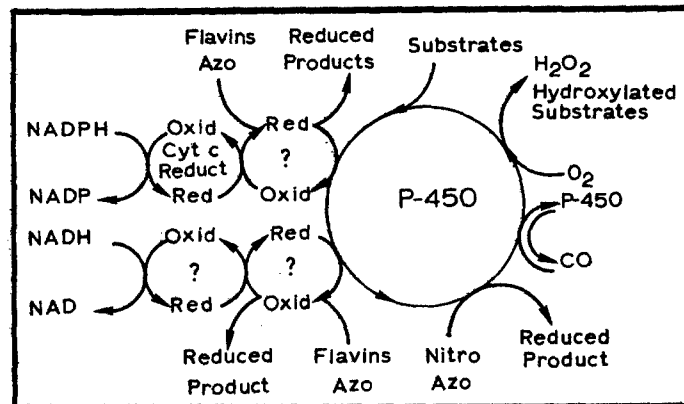 Flavins
Azo
Reduced
Products
Substrates
H₂O₂
Hydroxylated
Substrates
NADPH
Oxid
Cyt c
Reduct
Red
NADP
Red
?
Oxid
P-450
O₂
P-450
CO
NADH
Oxid
?
Red
NAD
Red
?
Oxid
Reduced
Product
Flavins
Azo
Nitro
Azo
Reduced
Product